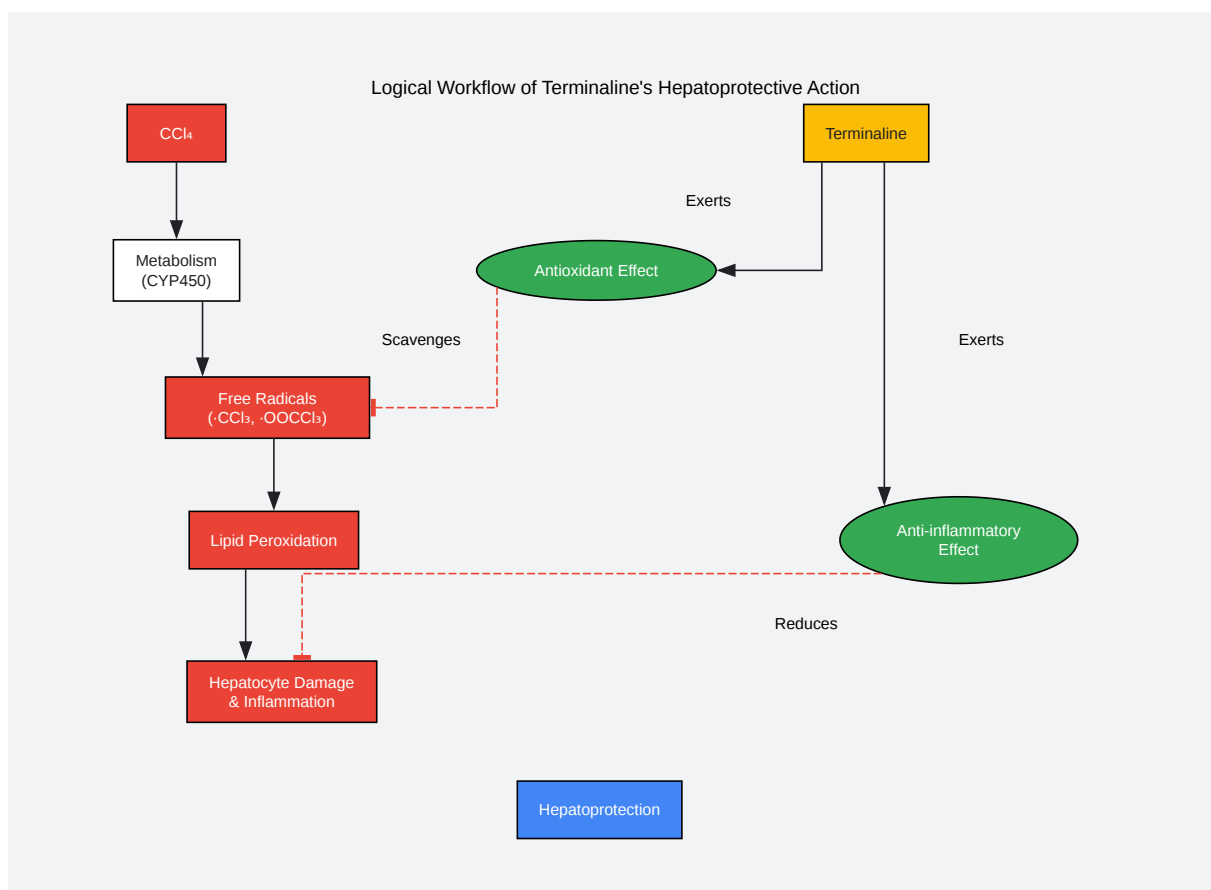 Logical Workflow of Terminaline's Hepatoprotective Action
CCl₄
Terminaline
Exerts
Metabolism
(CYP450)
Antioxidant Effect
Scavenges
Exerts
Free Radicals
(·CCl₃, ·OOCCl₃)
Lipid Peroxidation
Anti-inflammatory
Effect
Reduces
Hepatocyte Damage
& Inflammation
Hepatoprotection